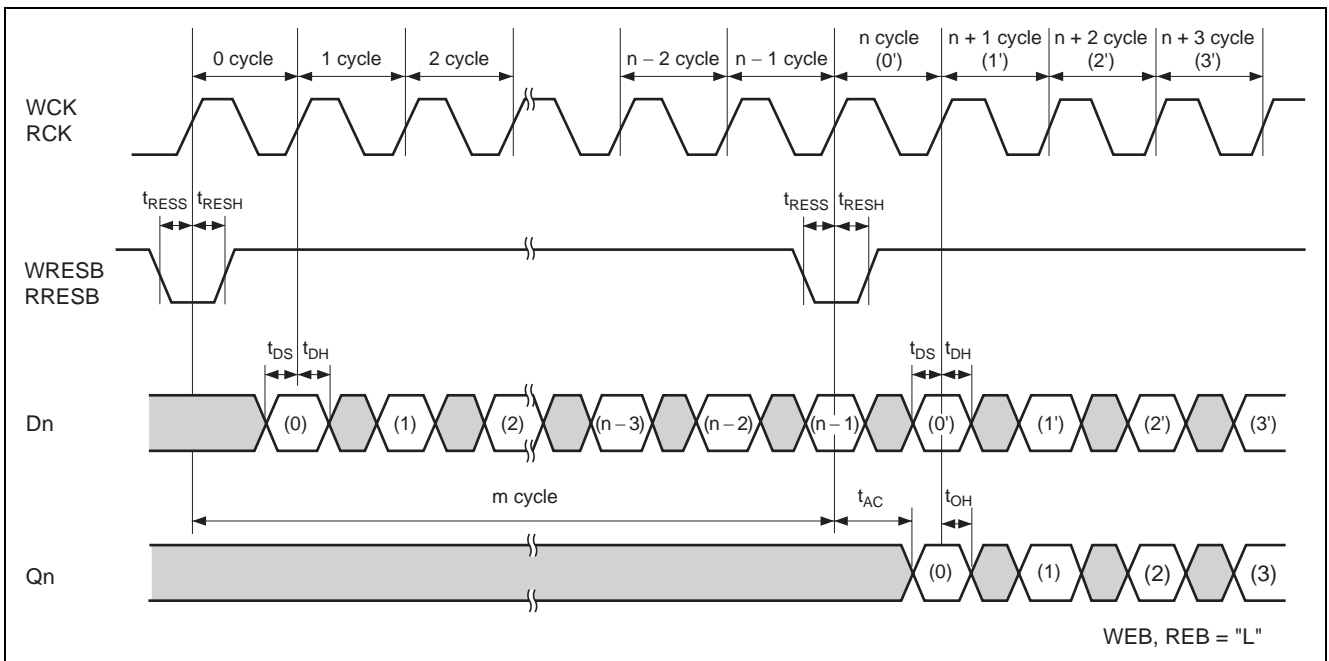 0 cycle 1 cycle 2 cycle n – 2 cycle n – 1 cycle n cycle (0') n + 1 cycle (1') n + 2 cycle (2') n + 3 cycle (3')
WCK
RCK
tRESS tRESH tRESS tRESH
WRESB
RRESB
tDS tDH tDS tDH
Dn (0) (1) (2) (n – 3) (n – 2) (n – 1) (0') (1') (2') (3')
m cycle tAC tOH
Qn (0) (1) (2) (3)
WEB, REB = "L"